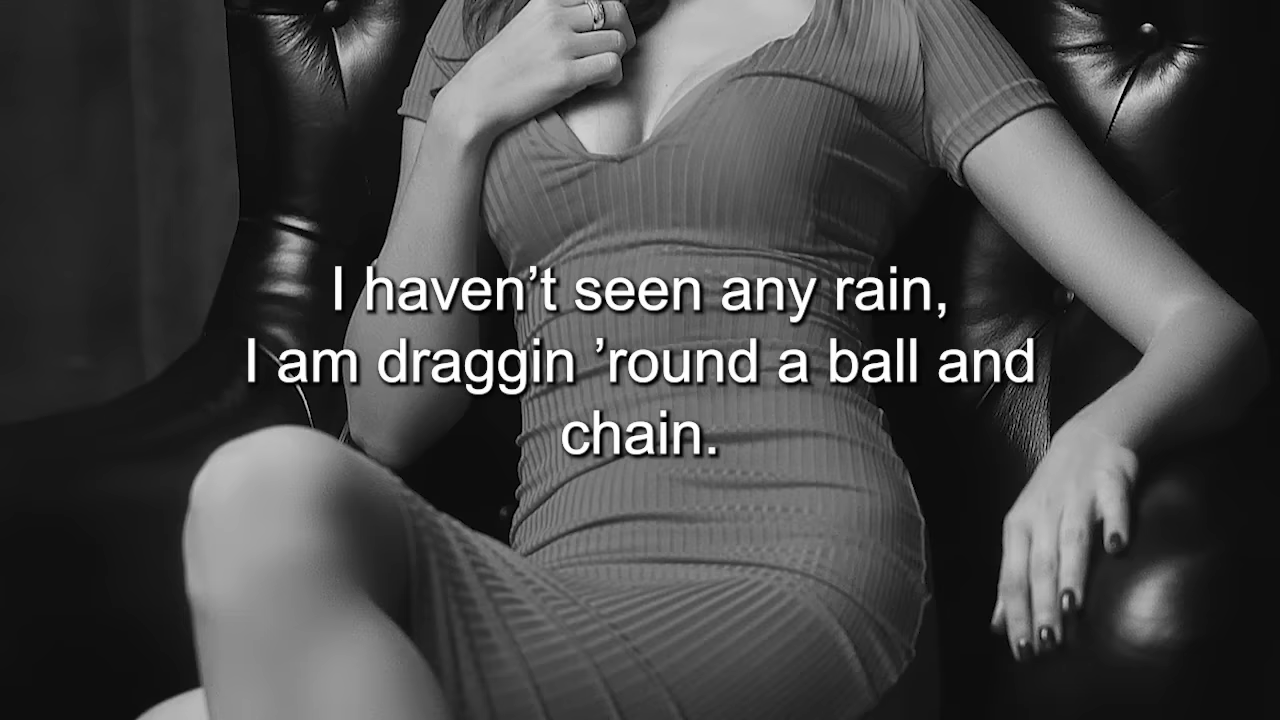 I haven’t seen any rain,
I am draggin ’round a ball and
chain.